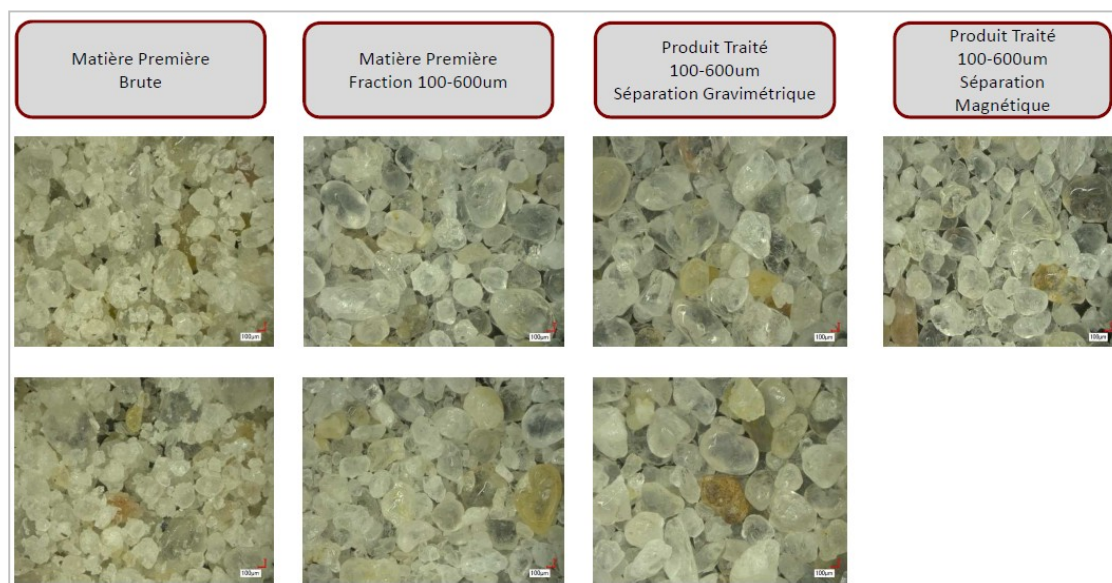 Matière Première
Brute
Matière Première
Fraction 100-600um
Produit Traité
100-600um
Séparation Gravimétrique
Produit Traité
100-600um
Séparation
Magnétique
100μm
100μm
100μm
100μm
100μm
100μm
100μm